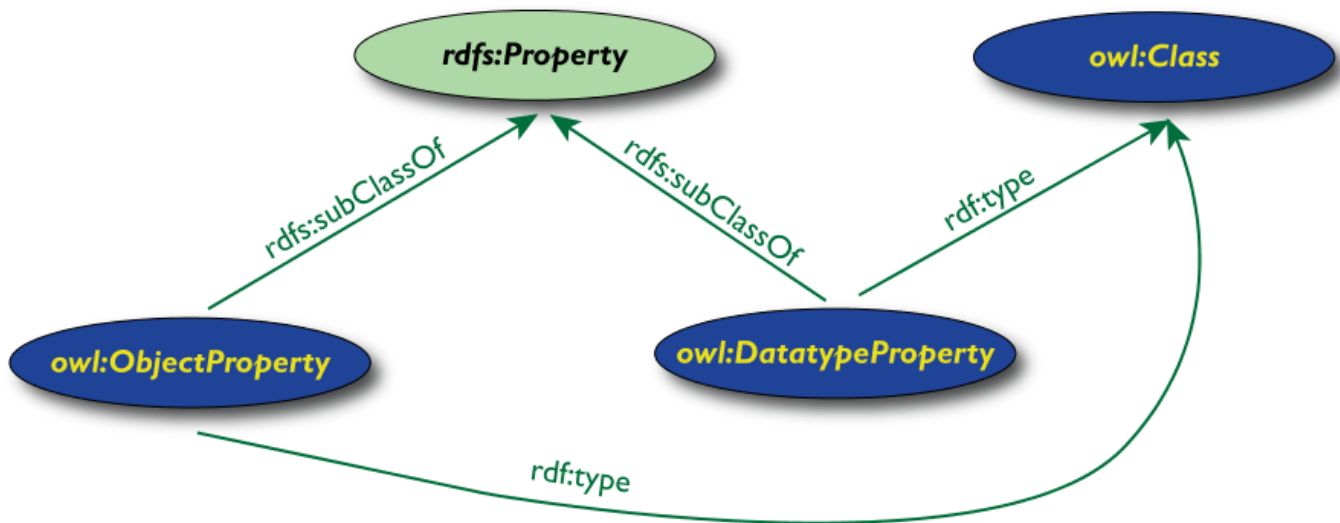 rdfs:Property
owl:Class
rdfs:subClassOf
rdfs:subClassOf
rdf:type
owl:ObjectProperty
owl:DatatypeProperty
rdf:type